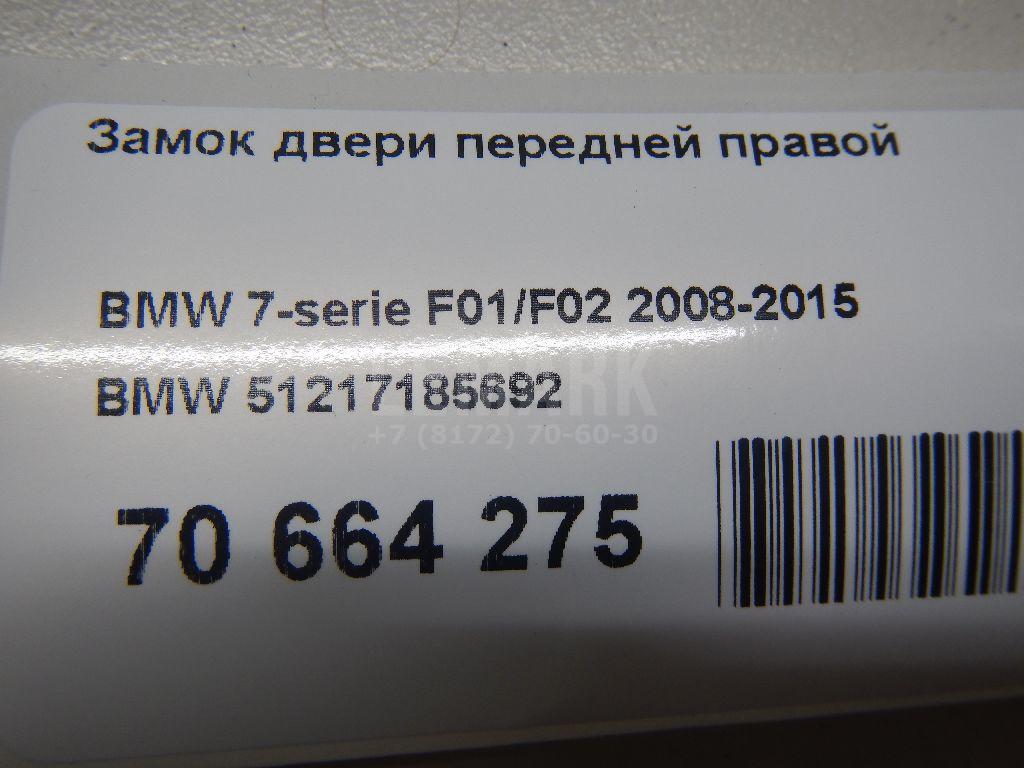 Замок двери передней правой
BMW 7-serie F01/F02 2008-2015
BMW 51217185692
+7 (8172) 70-60-30
70 664 275